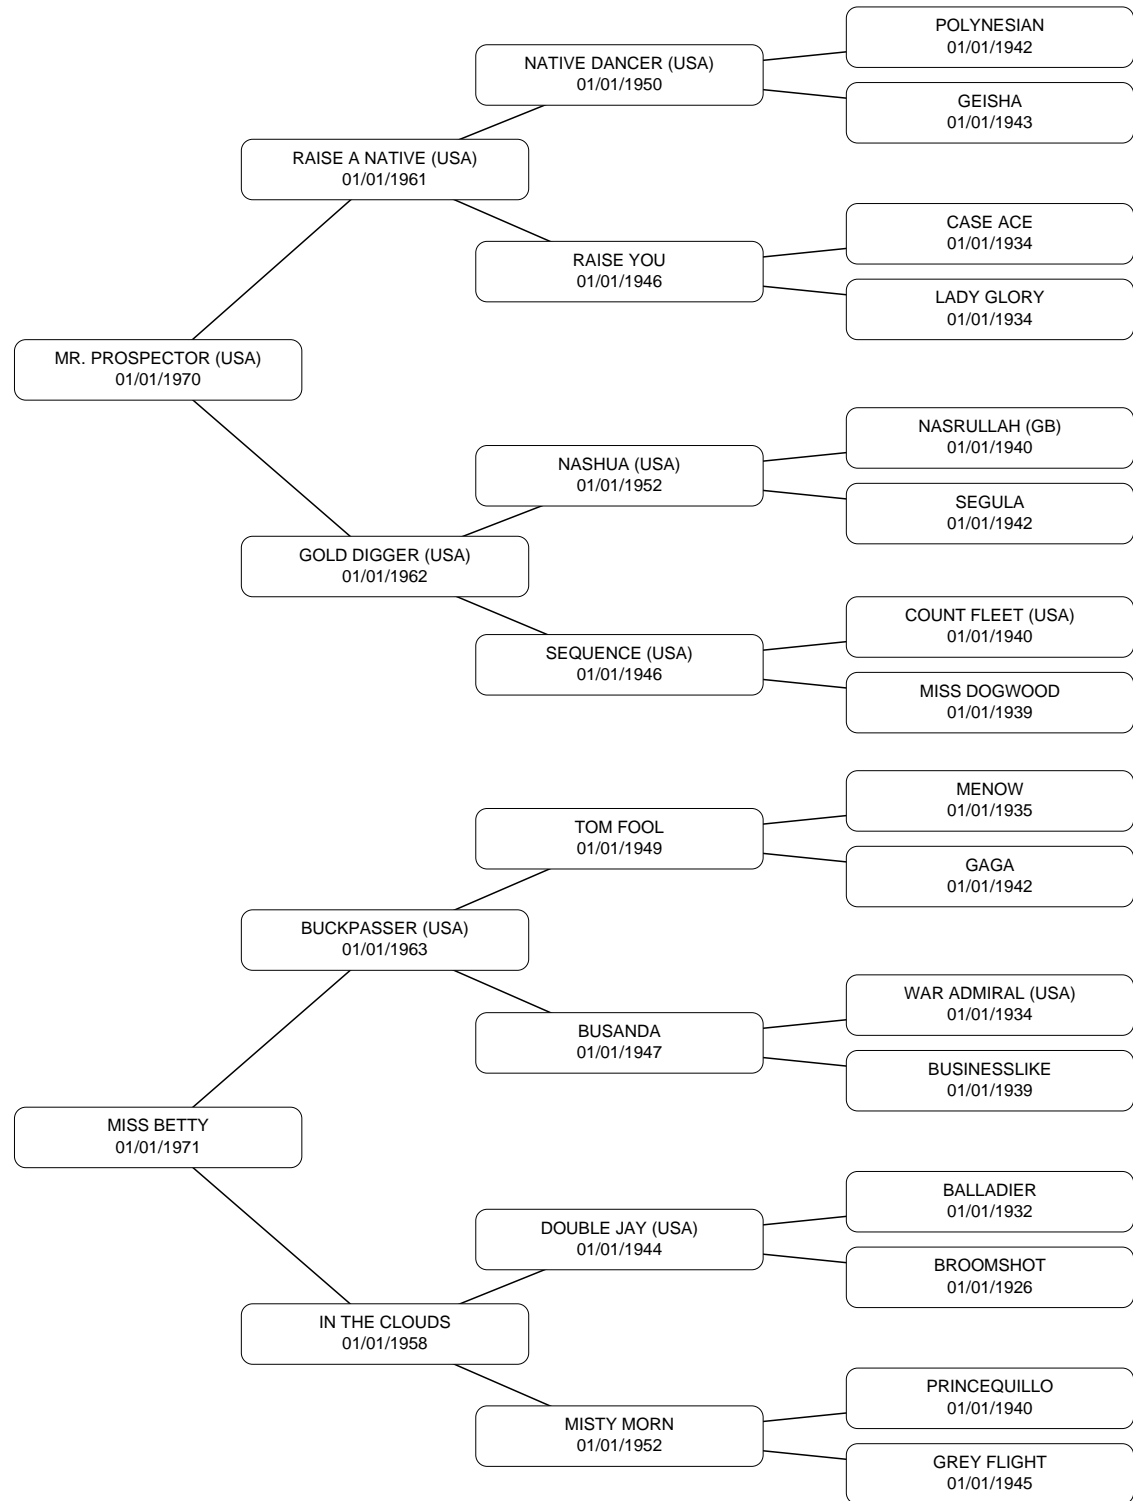 POLYNESIAN
01/01/1942
NATIVE DANCER (USA)
01/01/1950
GEISHA
01/01/1943
RAISE A NATIVE (USA)
01/01/1961
CASE ACE
01/01/1934
RAISE YOU
01/01/1946
LADY GLORY
01/01/1934
MR. PROSPECTOR (USA)
01/01/1970
NASRULLAH (GB)
01/01/1940
NASHUA (USA)
01/01/1952
SEGULA
01/01/1942
GOLD DIGGER (USA)
01/01/1962
COUNT FLEET (USA)
01/01/1940
SEQUENCE (USA)
01/01/1946
MISS DOGWOOD
01/01/1939
MENOW
01/01/1935
TOM FOOL
01/01/1949
GAGA
01/01/1942
BUCKPASSER (USA)
01/01/1963
WAR ADMIRAL (USA)
01/01/1934
BUSANDA
01/01/1947
BUSINESSLIKE
01/01/1939
MISS BETTY
01/01/1971
BALLADIER
01/01/1932
DOUBLE JAY (USA)
01/01/1944
BROOMSHOT
01/01/1926
IN THE CLOUDS
01/01/1958
PRINCEQUILLO
01/01/1940
MISTY MORN
01/01/1952
GREY FLIGHT
01/01/1945